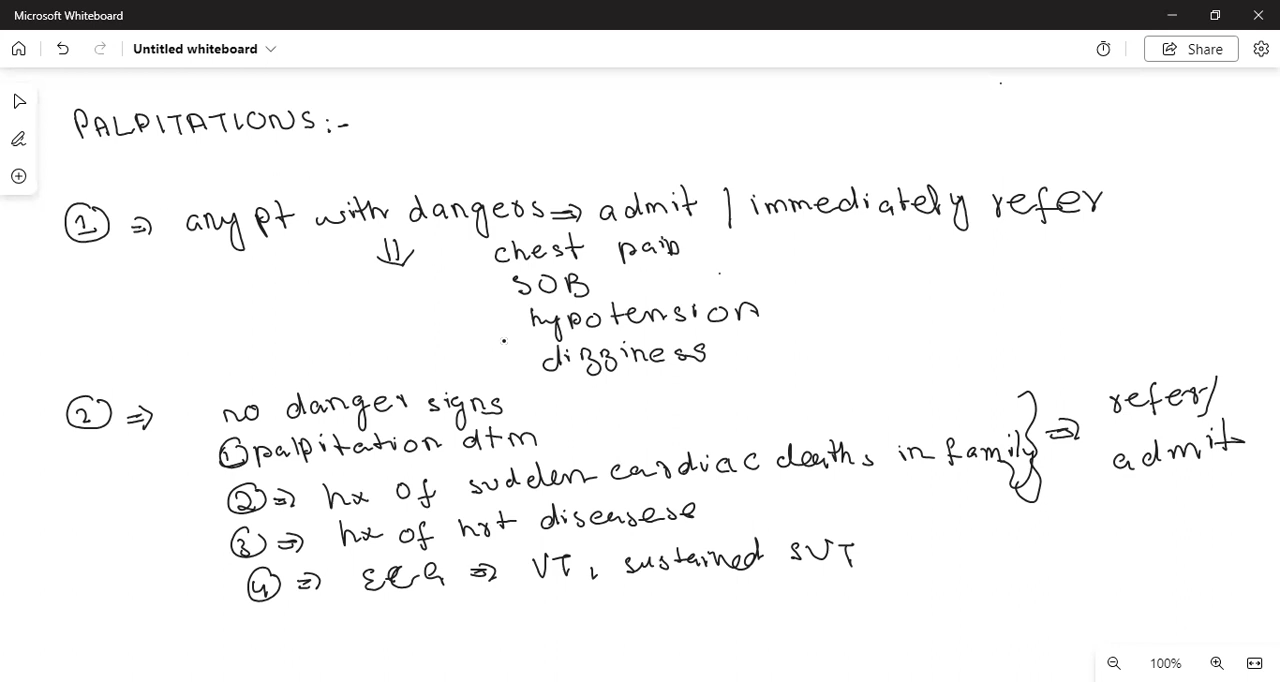 Microsoft Whiteboard
Untitled whiteboard
Share
PALPITATIONS:-
① ⇒ any pt with dangers ⇒ admit / immediately refer
⇓ chest pain
SOB
hypotension
dizziness
② ⇒ no danger signs
① palpitation dtm
② ⇒ hx of sudden cardiac deaths in family } ⇒ refer/
admit
③ ⇒ hx of hrt diseasese
④ ⇒ ECG ⇒ VT, sustained SVT
100%